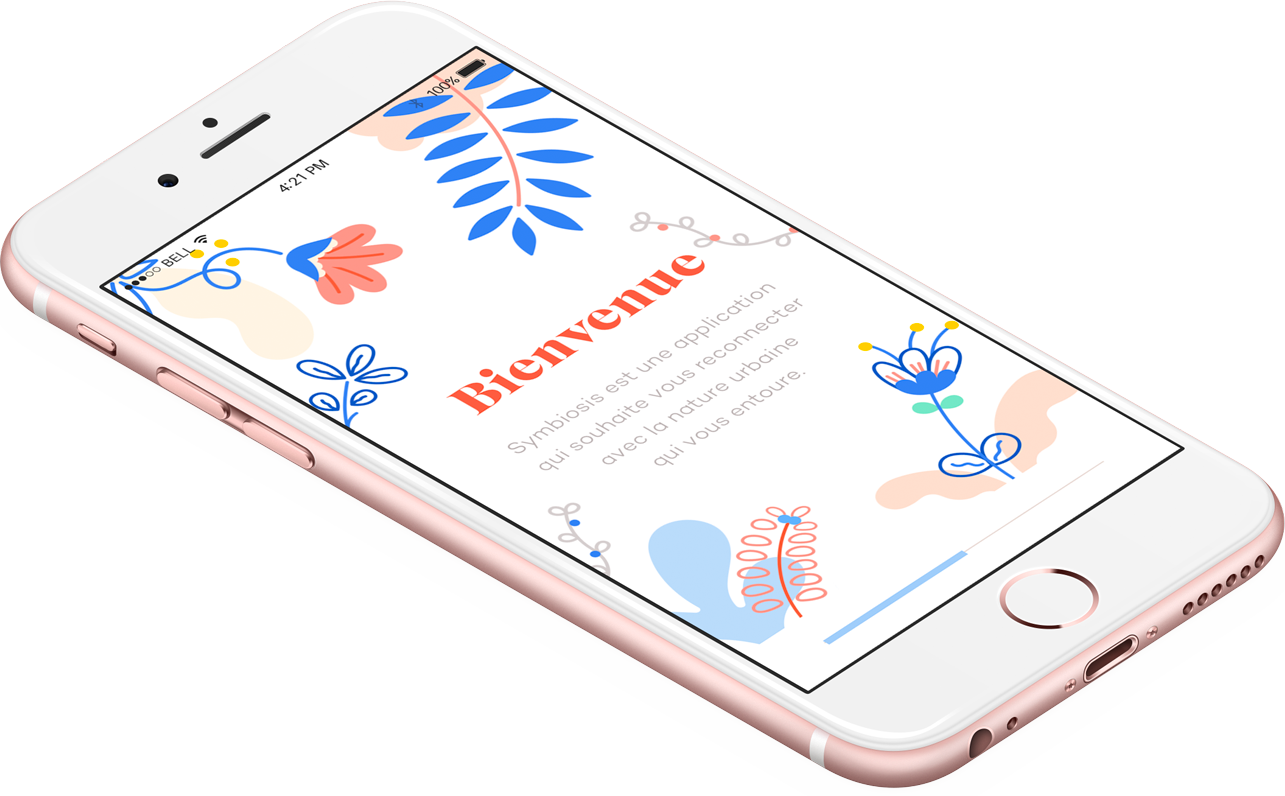 BELL
4:21 PM
100%
Bienvenue
Symbiosis est une application
qui souhaite vous reconnecter
avec la nature urbaine
qui vous entoure.